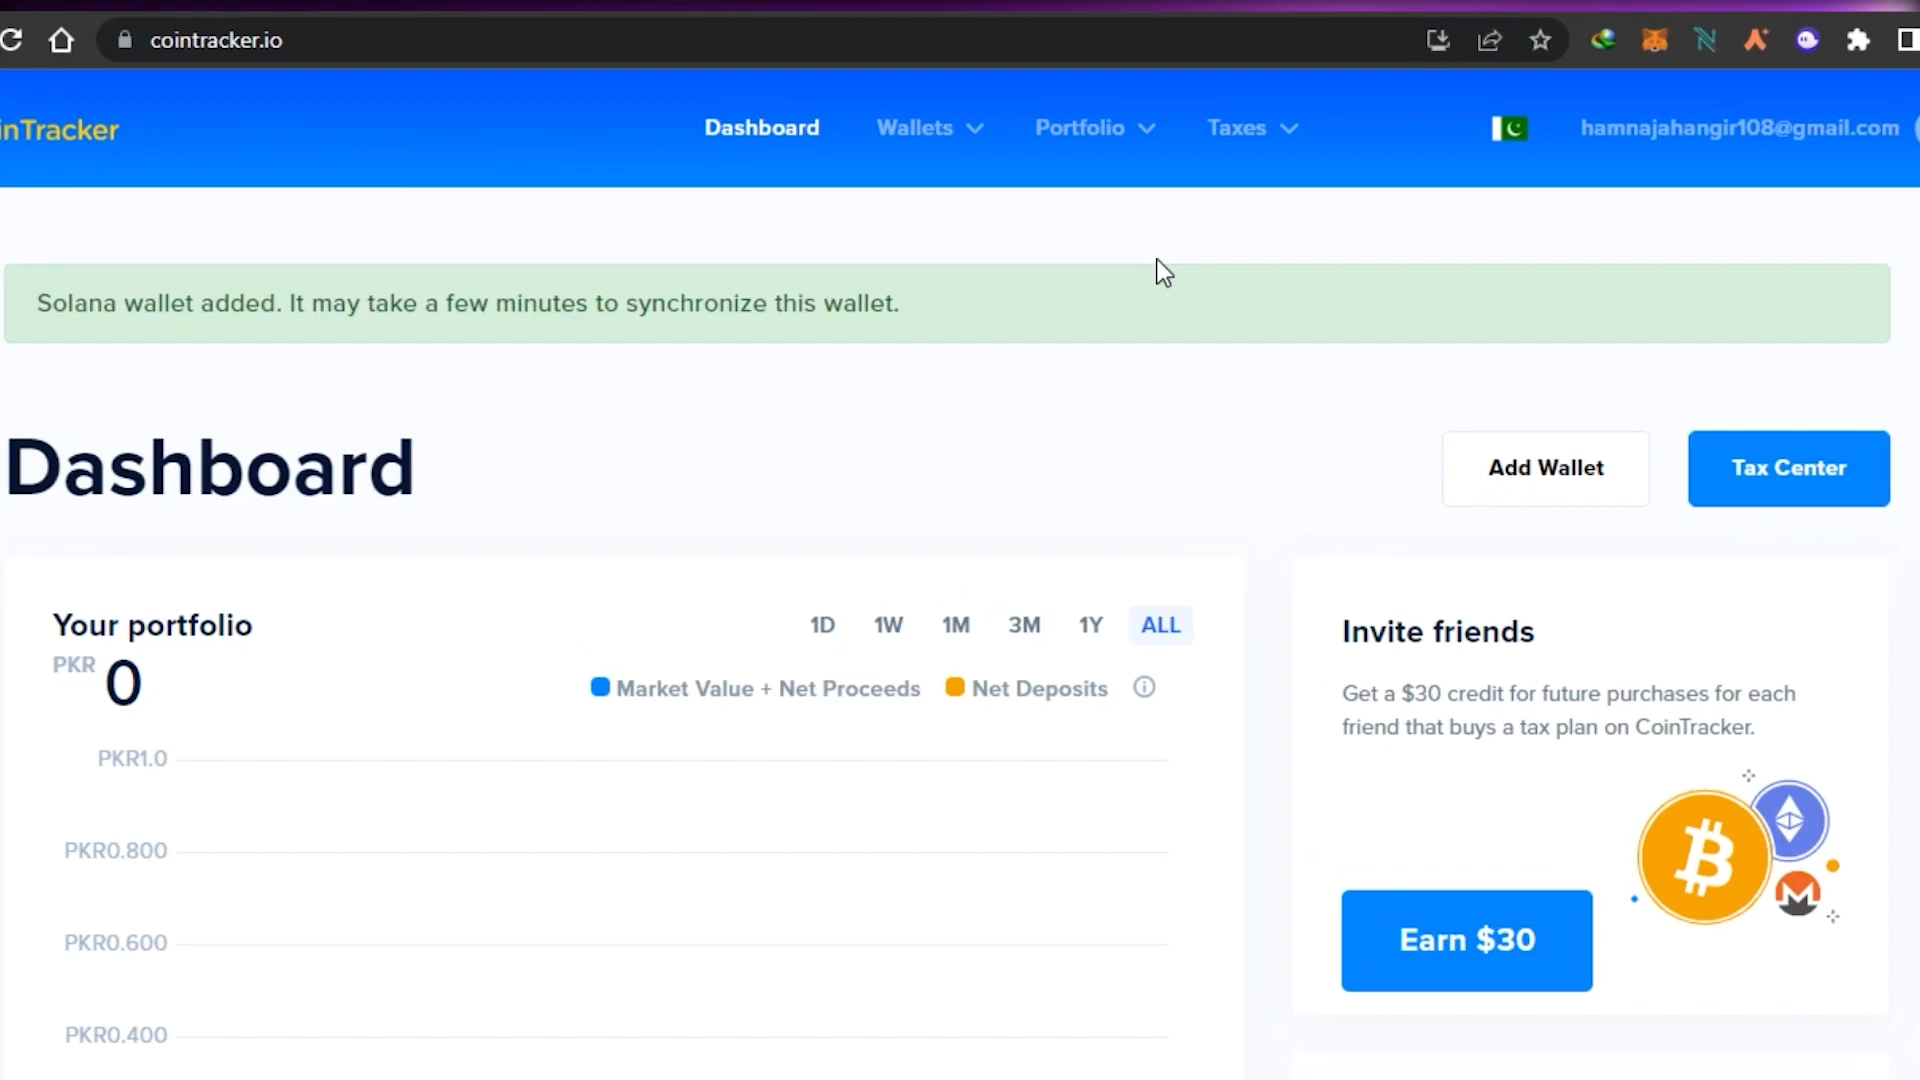 cointracker.io
inTracker
Dashboard
Wallets
Portfolio
Taxes
hamnajahangir108@gmail.com
Solana wallet added. It may take a few minutes to synchronize this wallet.
Dashboard
Add Wallet
Tax Center
Your portfolio
PKR 0
1D 1W 1M 3M 1Y ALL
Market Value + Net Proceeds
Net Deposits
PKR1.0
PKR0.800
PKR0.600
PKR0.400
Invite friends
Get a $30 credit for future purchases for each
friend that buys a tax plan on CoinTracker.
Earn $30